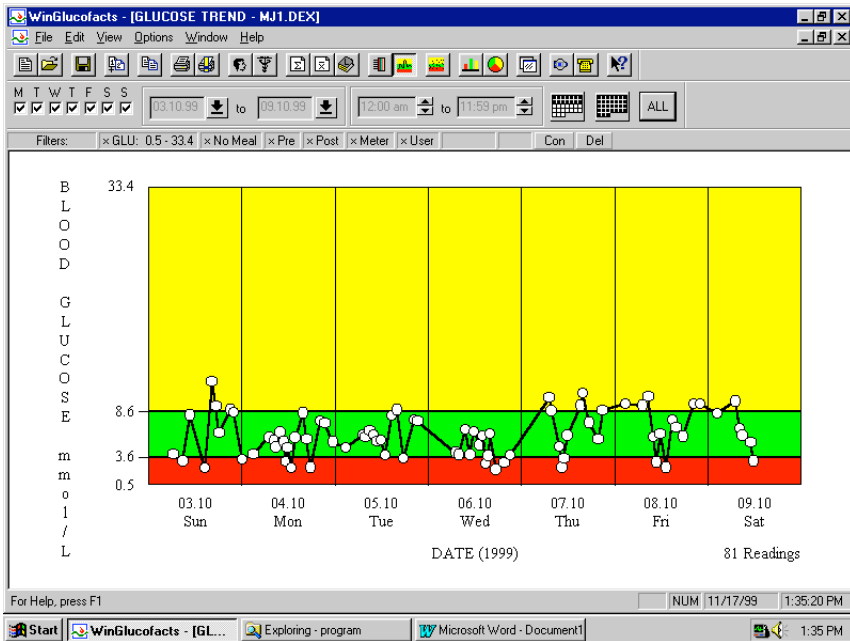 WinGlucofacts - [GLUCOSE TREND - MJ1.DEX]
File Edit View Options Window Help
M T W T F S S
03.10.99 to 09.10.99 12:00 am to 11:59 pm ALL
Filters: × GLU: 0.5 - 33.4 × No Meal × Pre × Post × Meter × User Con Del
BLOOD GLUCOSE mmol/L
33.4
8.6
3.6
0.5
03.10 04.10 05.10 06.10 07.10 08.10 09.10
Sun Mon Tue Wed Thu Fri Sat
DATE (1999) 81 Readings
For Help, press F1 NUM 11/17/99 1:35:20 PM
Start WinGlucofacts - [GL... Exploring - program Microsoft Word - Document1 1:35 PM